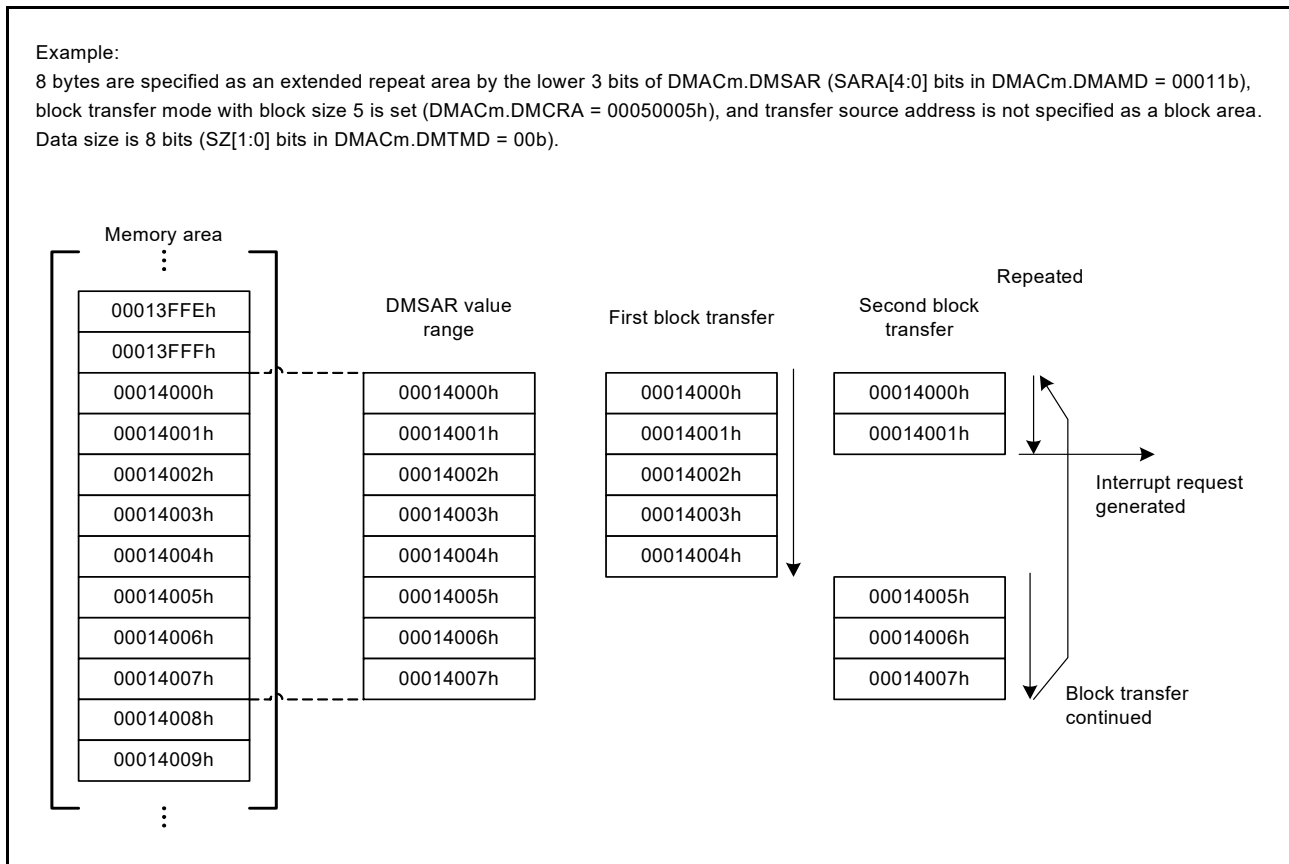 Example:
8 bytes are specified as an extended repeat area by the lower 3 bits of DMACm.DMSAR (SARA[4:0] bits in DMACm.DMAMD = 00011b),
block transfer mode with block size 5 is set (DMACm.DMCRA = 00050005h), and transfer source address is not specified as a block area.
Data size is 8 bits (SZ[1:0] bits in DMACm.DMTMD = 00b).
Memory area
00013FFEh
00013FFFh
00014000h
00014001h
00014002h
00014003h
00014004h
00014005h
00014006h
00014007h
00014008h
00014009h
DMSAR value
range
00014000h
00014001h
00014002h
00014003h
00014004h
00014005h
00014006h
00014007h
First block transfer
00014000h
00014001h
00014002h
00014003h
00014004h
Second block
transfer
00014000h
00014001h
00014005h
00014006h
00014007h
Repeated
Interrupt request
generated
Block transfer
continued